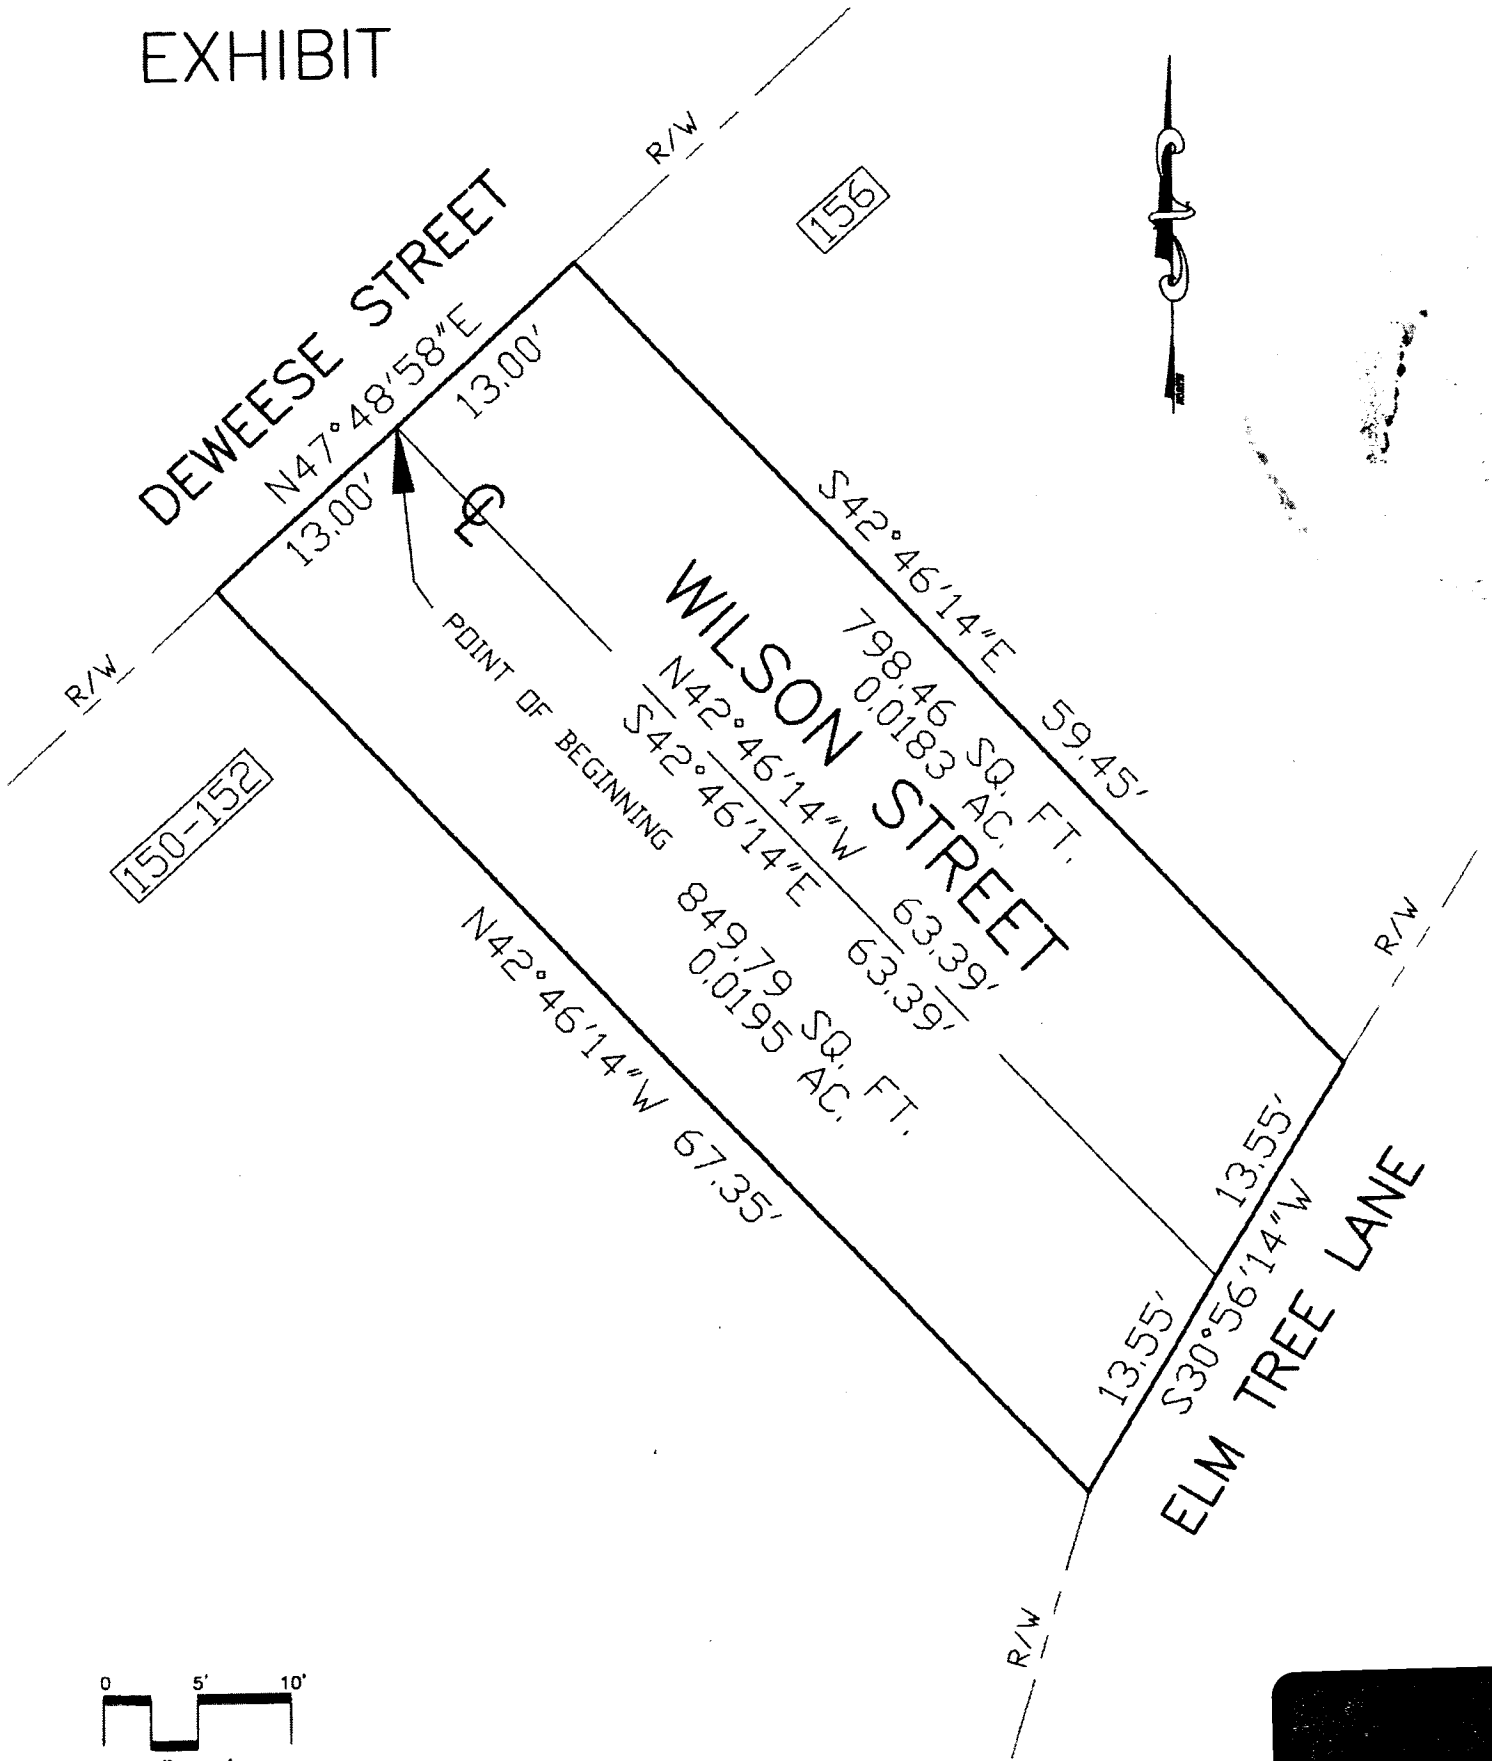 EXHIBIT
R/W
156
DEWEESE STREET
N47°48'58"E
13.00'
13.00'
℄
POINT OF BEGINNING
WILSON STREET
S42°46'14"E 59.45'
798.46 SQ. FT.
0.0183 AC.
N42°46'14"W 63.39'
S42°46'14"E 63.39'
849.79 SQ. FT.
0.0195 AC.
N42°46'14"W 67.35'
R/W
150-152
R/W
13.55'
13.55'
S30°56'14"W
ELM TREE LANE
R/W
0 5' 10'